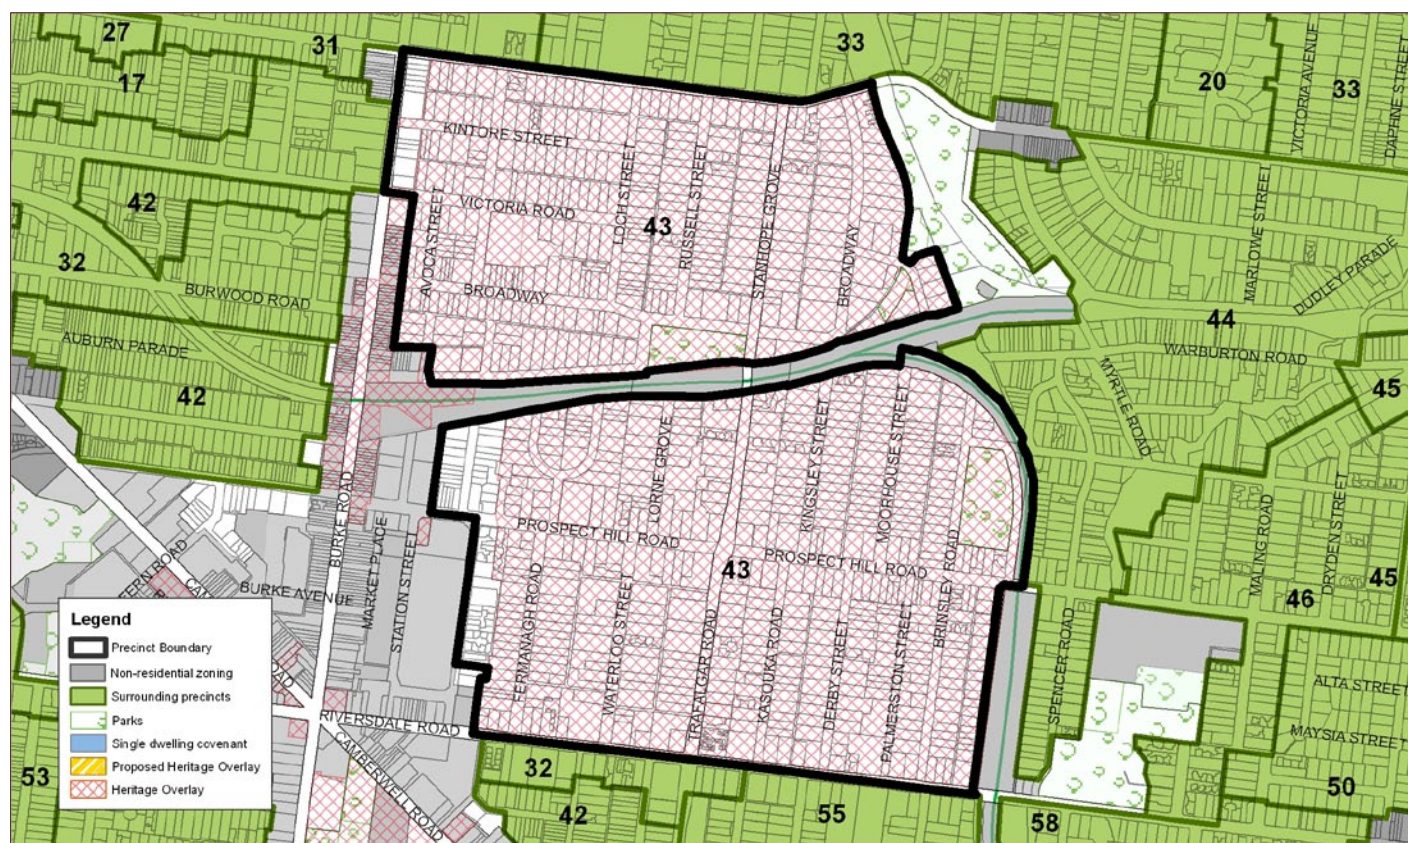 27
31
33
20
VICTORIA AVENUE
33
DAPHNE STREET
17
KINTORE STREET
LOCH STREET
RUSSELL STREET
STANHOPE GROVE
42
AVOCA STREET
VICTORIA ROAD
43
BROADWAY
MARLOWE STREET
32
BURWOOD ROAD
BROADWAY
DUDLEY PARADE
44
AUBURN PARADE
WARBURTON ROAD
42
MYRTLE ROAD
45
LORNE GROVE
KINGSLEY STREET
MOORHOUSE STREET
BURKE ROAD
MARKET PLACE
STATION STREET
PROSPECT HILL ROAD
PROSPECT HILL ROAD
BRINSLEY ROAD
MALING ROAD
DRYDEN STREET
45
43
46
FERN ROAD
BURKE AVENUE
FERMANAGH ROAD
WATERLOO STREET
TRAFALGAR ROAD
KASOUKA ROAD
DERBY STREET
PALMERSTON STREET
SPENCER ROAD
ALTA STREET
MAYSIA STREET
RIVERSDALE ROAD
CAMBERWELL ROAD
53
32
42
55
58
50
Legend
Precinct Boundary
Non-residential zoning
Surrounding precincts
Parks
Single dwelling covenant
Proposed Heritage Overlay
Heritage Overlay